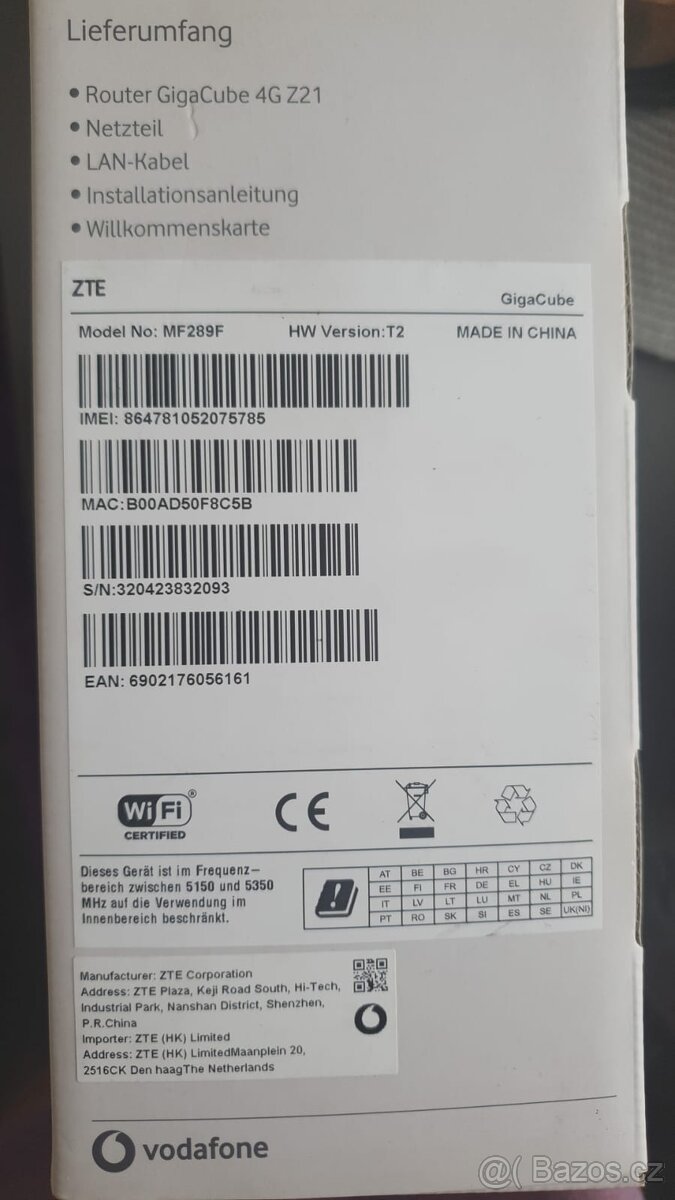 Lieferumfang
• Router GigaCube 4G Z21
• Netzteil
• LAN-Kabel
• Installationsanleitung
• Willkommenskarte
ZTE
GigaCube
Model No: MF289F HW Version:T2 MADE IN CHINA
IMEI: 864781052075785
MAC:B00AD50F8C5B
S/N:320423832093
EAN: 6902176056161
Wi Fi ®
CERTIFIED
CE
Dieses Gerät ist im Frequenz-
bereich zwischen 5150 und 5350
MHz auf die Verwendung im
Innenbereich beschränkt.
AT BE BG HR CY CZ DK
EE FI FR DE EL HU IE
IT LV LT LU MT NL PL
PT RO SK SI ES SE UK(NI)
Manufacturer: ZTE Corporation
Address: ZTE Plaza, Keji Road South, Hi-Tech,
Industrial Park, Nanshan District, Shenzhen,
P.R.China
Importer: ZTE (HK) Limited
Address: ZTE (HK) LimitedMaanplein 20,
2516CK Den haagThe Netherlands
vodafone
@( Bazos.cz